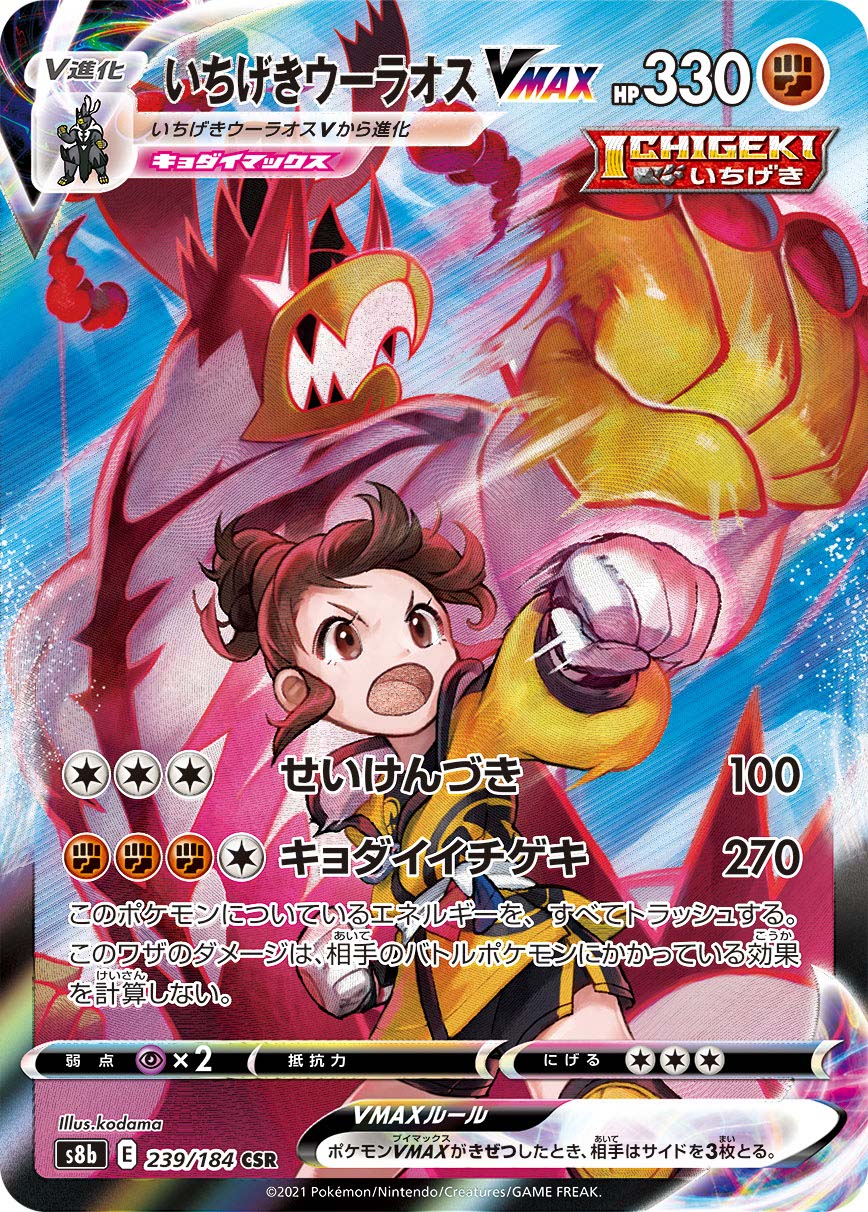 V進化
いちげきウーラオスVMAX HP330
いちげきウーラオスVから進化
キョダイマックス
ICHIGEKI
いちげき
せいけんづき 100
キョダイイチゲキ 270
このポケモンについているエネルギーを、すべてトラッシュする。
このワザのダメージは、相手のバトルポケモンにかかっている効果
を計算しない。
弱点 ×2 抵抗力 にげる
Illus.kodama
VMAXルール
ポケモンVMAXがきぜつしたとき、相手はサイドを3枚とる。
s8b E 239/184 CSR
©2021 Pokémon/Nintendo/Creatures/GAME FREAK.